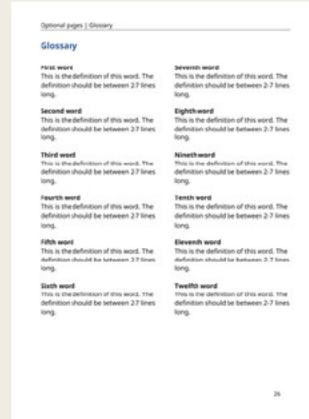 Optional pages | Glossary
Glossary
First word
This is the definition of this word. The
definition should be between 2-7 lines
long.
Second word
This is the definition of this word. The
definition should be between 2-7 lines
long.
Third word
This is the definition of this word. The
definition should be between 2-7 lines
long.
Fourth word
This is the definition of this word. The
definition should be between 2-7 lines
long.
Fifth word
This is the definition of this word. The
definition should be between 2-7 lines
long.
Sixth word
This is the definition of this word. The
definition should be between 2-7 lines
long.
Seventh word
This is the definition of this word. The
definition should be between 2-7 lines
long.
Eighth word
This is the definition of this word. The
definition should be between 2-7 lines
long.
Nineth word
This is the definition of this word. The
definition should be between 2-7 lines
long.
Tenth word
This is the definition of this word. The
definition should be between 2-7 lines
long.
Eleventh word
This is the definition of this word. The
definition should be between 2-7 lines
long.
Twelfth word
This is the definition of this word. The
definition should be between 2-7 lines
long.
26